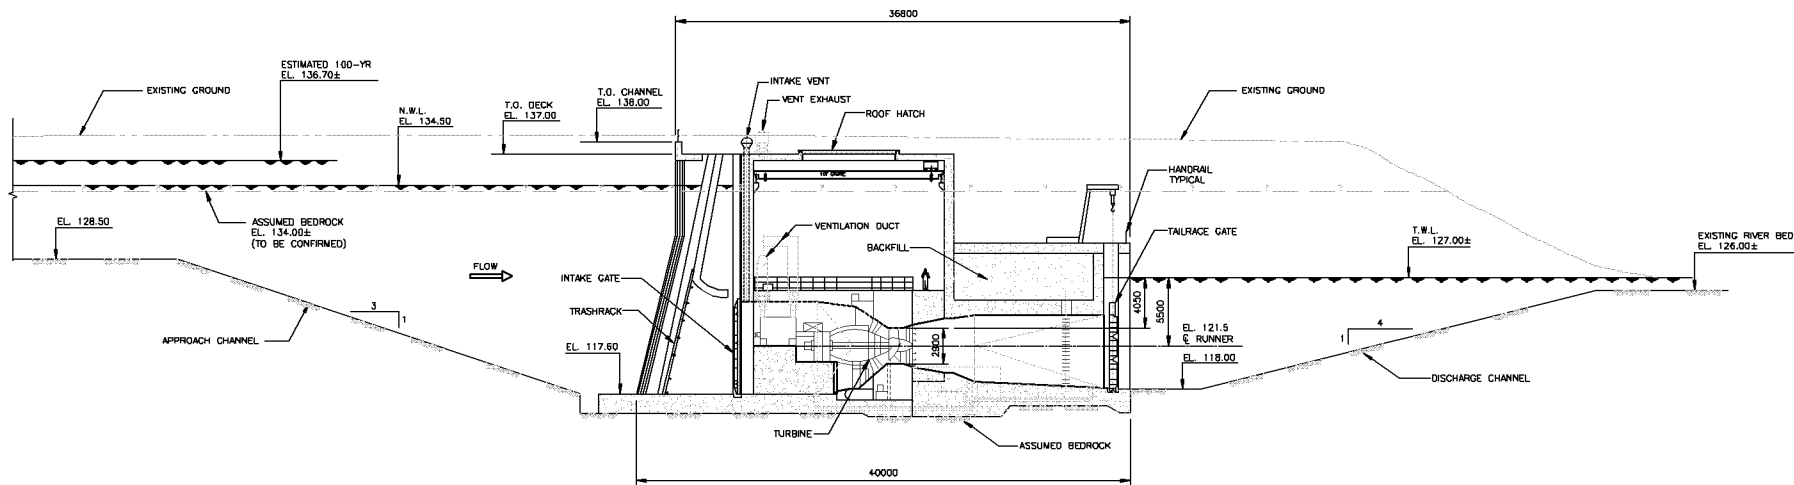 36800
ESTIMATED 100-YR
EL. 136.70±
EXISTING GROUND
N.W.L.
EL. 134.50
T.O. DECK
EL. 137.00
T.O. CHANNEL
EL. 138.00
INTAKE VENT
VENT EXHAUST
ROOF HATCH
EXISTING GROUND
HANDRAIL
TYPICAL
10T CRANE
EL. 128.50
ASSUMED BEDROCK
EL. 134.00±
(TO BE CONFIRMED)
VENTILATION DUCT
BACKFILL
TAILRACE GATE
T.W.L.
EL. 127.00±
EXISTING RIVER BED
EL. 126.00±
FLOW
INTAKE GATE
TRASHRACK
4050
5500
2900
3
1
APPROACH CHANNEL
EL. 117.60
EL. 121.5
℄ RUNNER
EL. 118.00
4
1
DISCHARGE CHANNEL
TURBINE
ASSUMED BEDROCK
40000